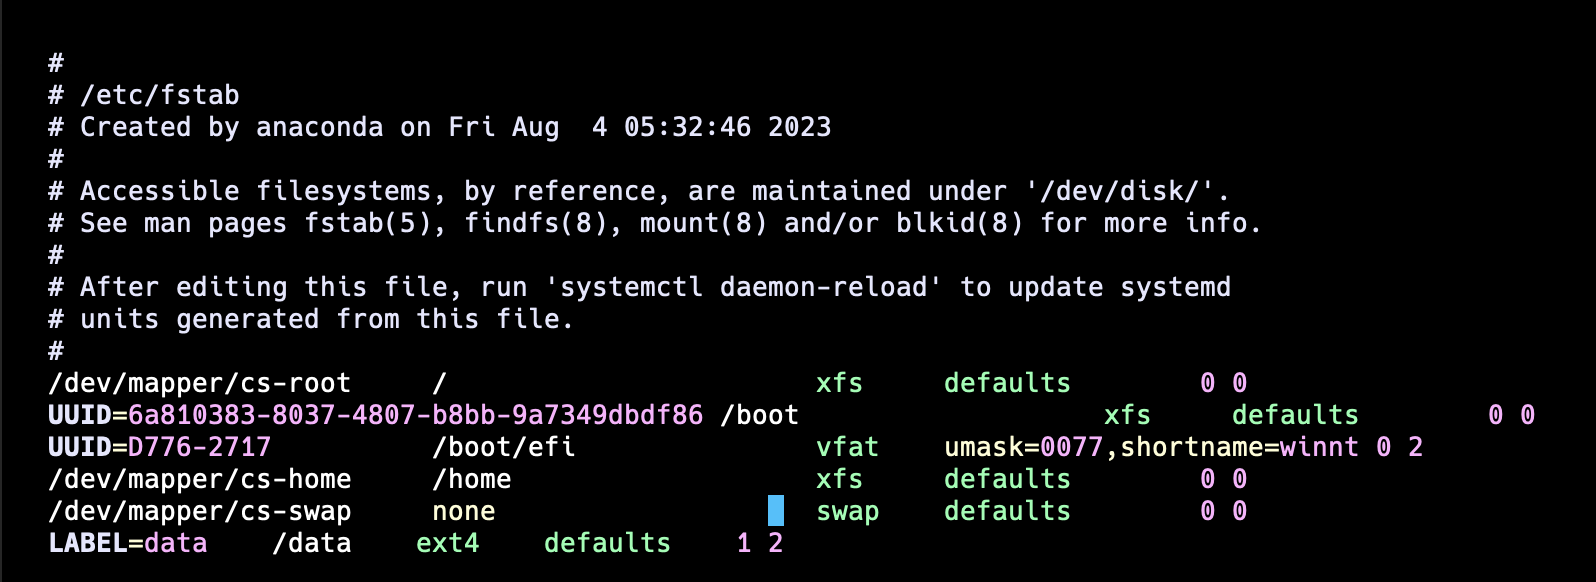 #
# /etc/fstab
# Created by anaconda on Fri Aug  4 05:32:46 2023
#
# Accessible filesystems, by reference, are maintained under '/dev/disk/'.
# See man pages fstab(5), findfs(8), mount(8) and/or blkid(8) for more info.
#
# After editing this file, run 'systemctl daemon-reload' to update systemd
# units generated from this file.
#
/dev/mapper/cs-root     /                       xfs     defaults        0 0
UUID=6a810383-8037-4807-b8bb-9a7349dbdf86 /boot                   xfs     defaults        0 0
UUID=D776-2717          /boot/efi               vfat    umask=0077,shortname=winnt 0 2
/dev/mapper/cs-home     /home                   xfs     defaults        0 0
/dev/mapper/cs-swap     none                    swap    defaults        0 0
LABEL=data    /data    ext4    defaults    1 2